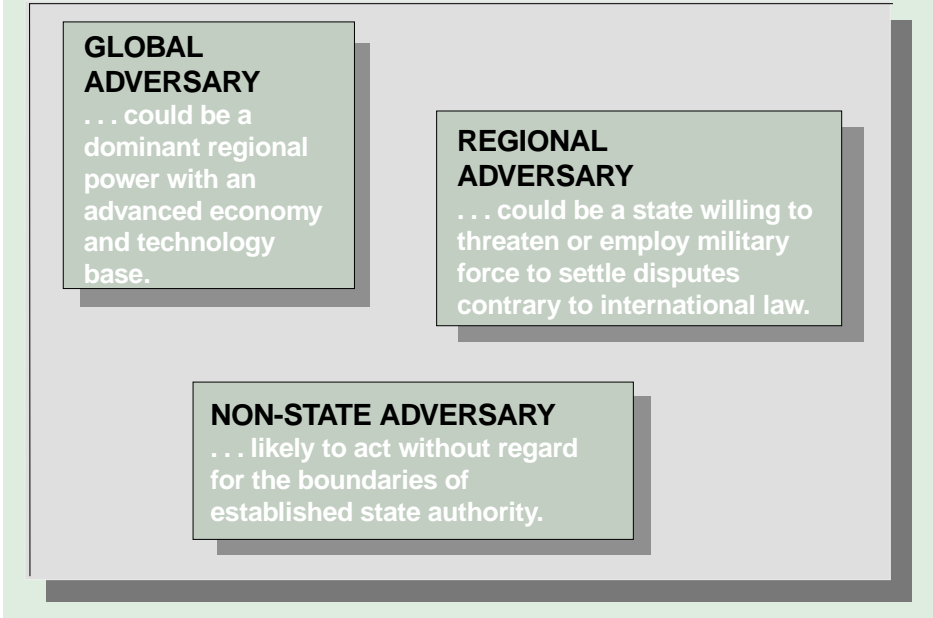 GLOBAL
ADVERSARY
. . . could be a
dominant regional
power with an
advanced economy
and technology
base.
REGIONAL
ADVERSARY
. . . could be a state willing to
threaten or employ military
force to settle disputes
contrary to international law.
NON-STATE ADVERSARY
. . . likely to act without regard
for the boundaries of
established state authority.